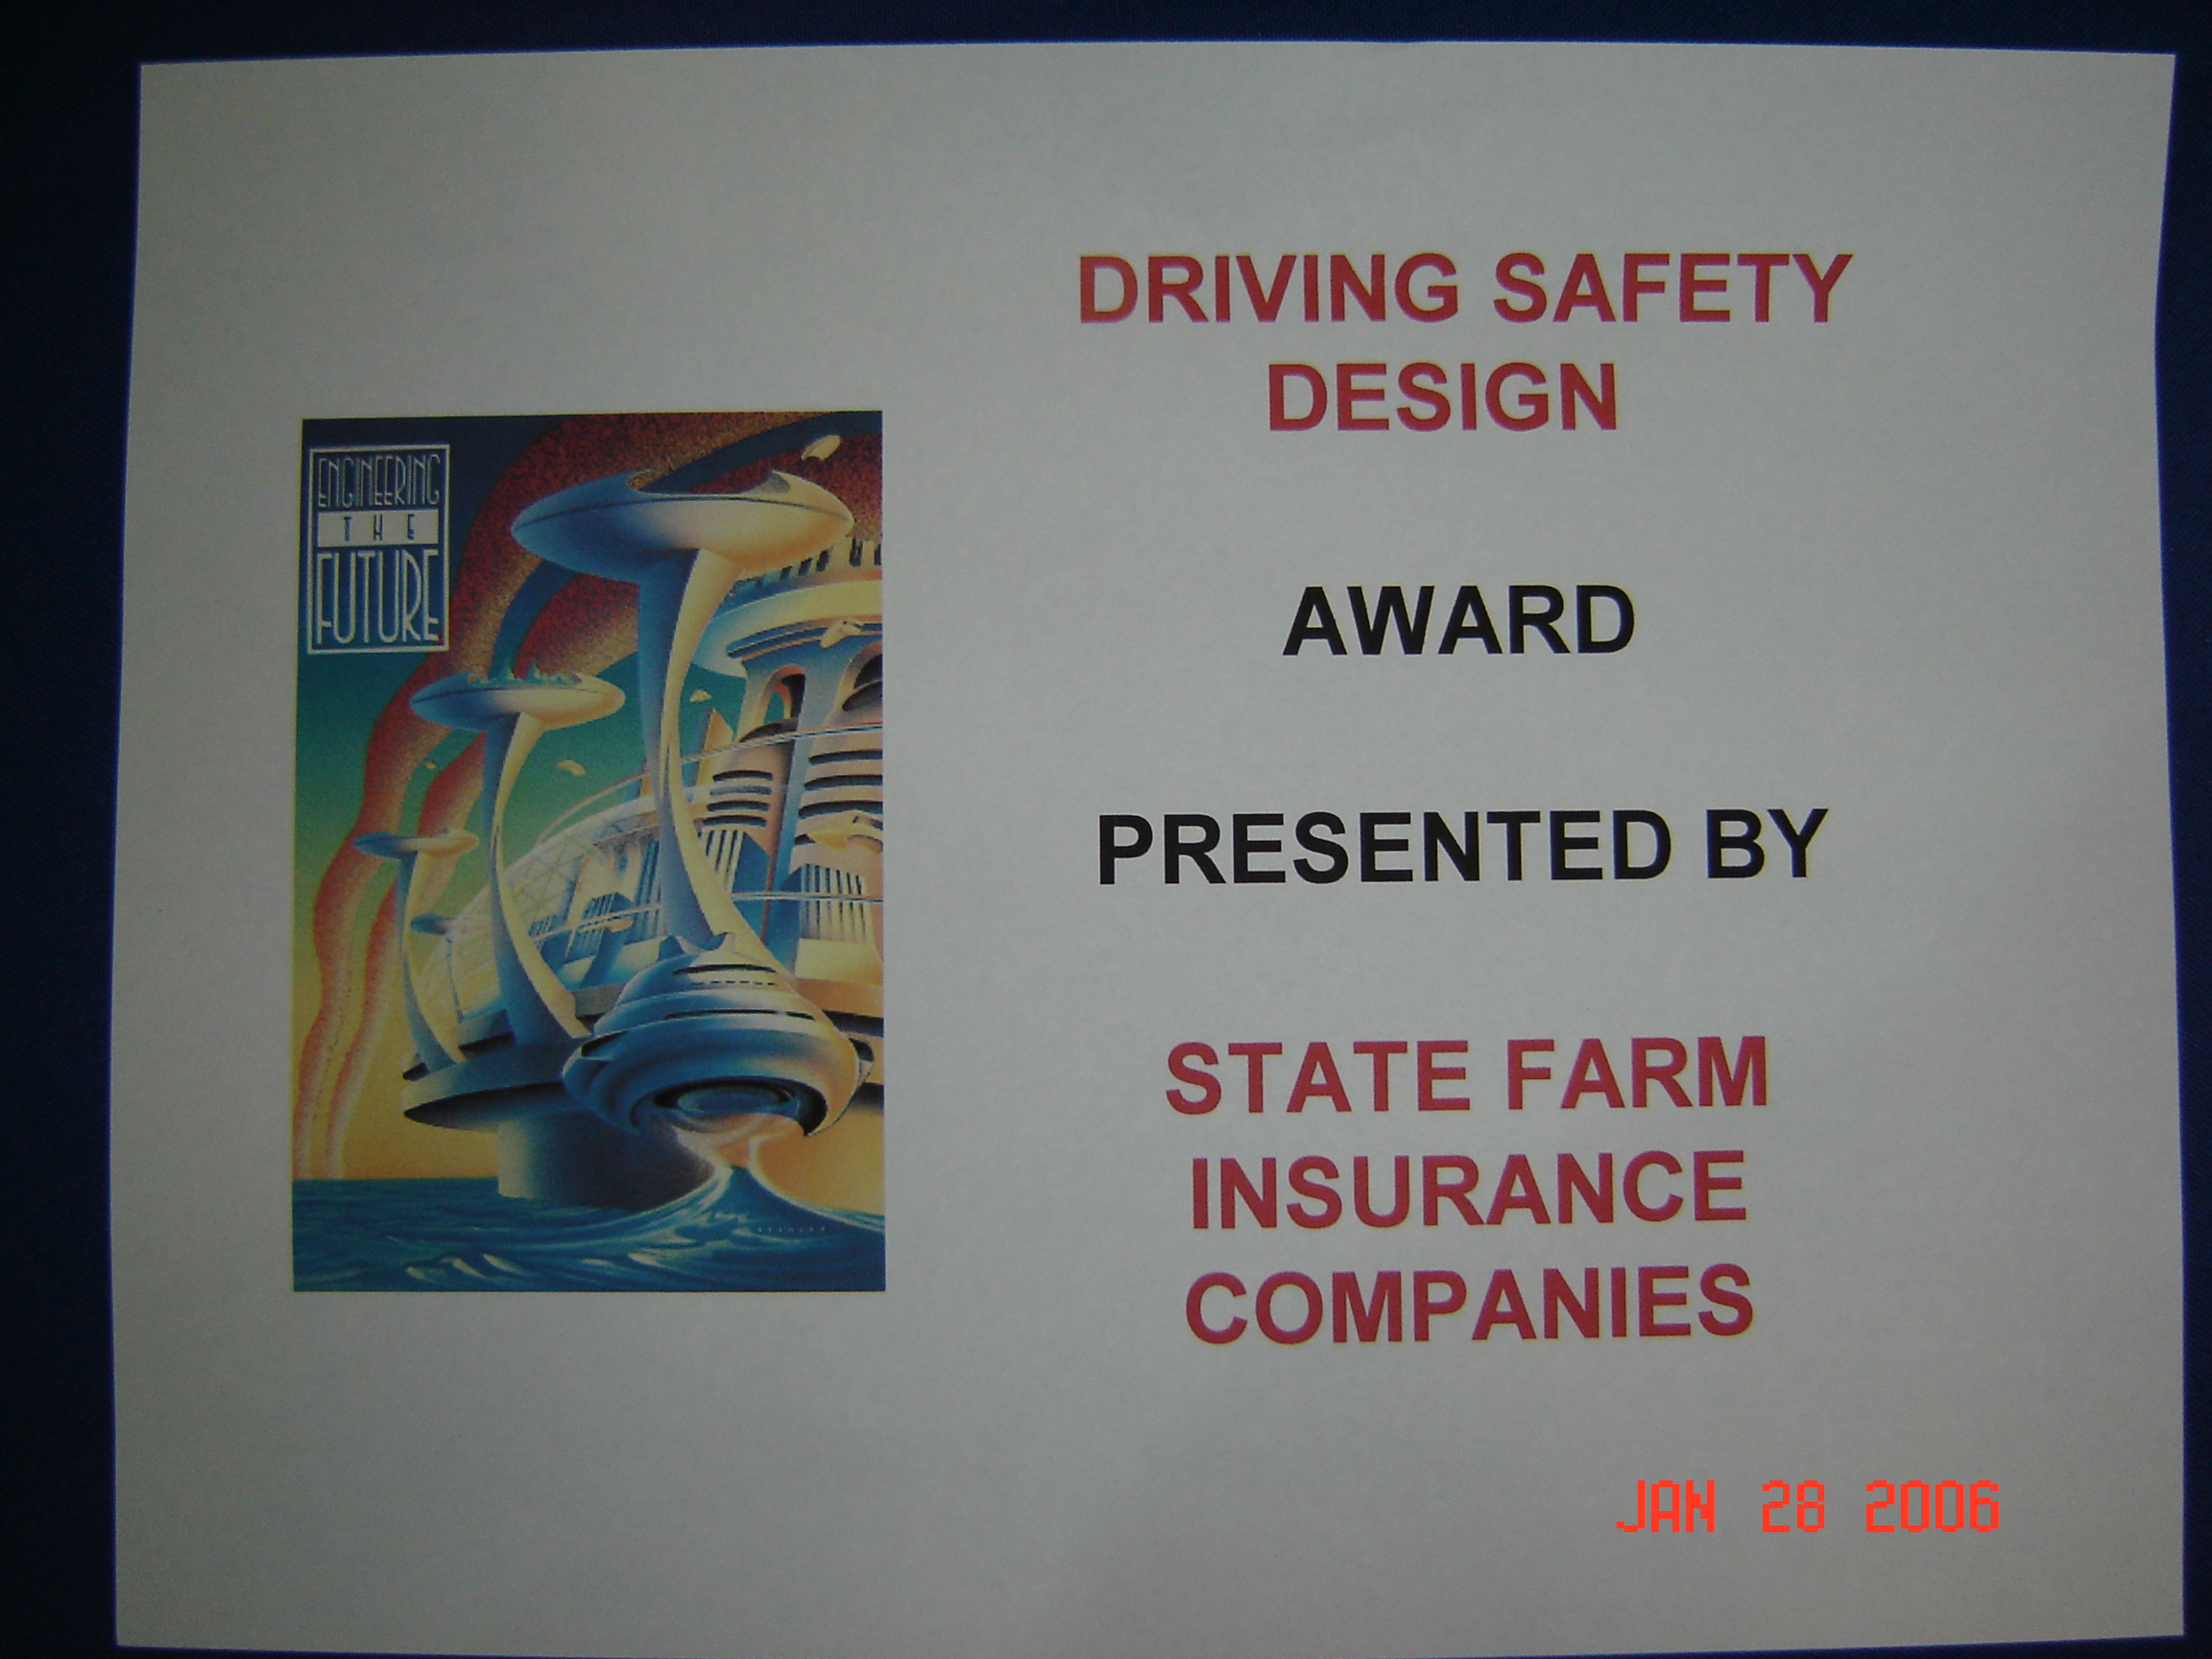 ENGINEERING
THE
FUTURE
DRIVING SAFETY
DESIGN
AWARD
PRESENTED BY
STATE FARM
INSURANCE
COMPANIES
JAN 28 2006